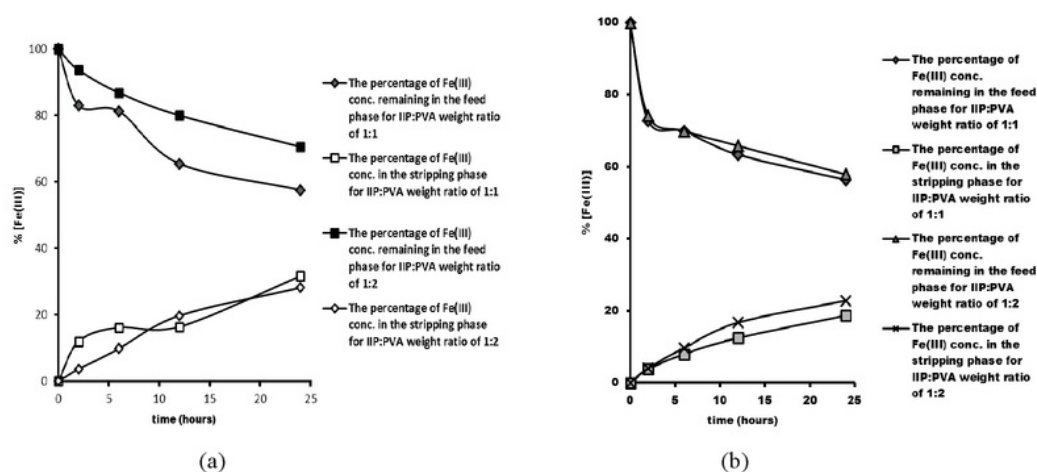 100
80
60
40
20
0
% [Fe(III)]
0 5 10 15 20 25
time (hours)
The percentage of Fe(III)
conc. remaining in the feed
phase for IIP:PVA weight ratio
of 1:1
The percentage of Fe(III)
conc. in the stripping phase
for IIP:PVA weight ratio of 1:1
The percentage of Fe(III)
conc. remaining in the feed
phase for IIP:PVA weight ratio
of 1:2
The percentage of Fe(III)
conc. in the stripping phase
for IIP:PVA weight ratio of 1:2
(a)
100
80
60
40
20
0
% [Fe(III)]
0 5 10 15 20 25
time (hours)
The percentage of
Fe(III) conc.
remaining in the feed
phase for IIP:PVA
weight ratio of 1:1
The percentage of
Fe(III) conc. in the
stripping phase for
IIP:PVA weight ratio
of 1:1
The percentage of
Fe(III) conc.
remaining in the feed
phase for IIP:PVA
weight ratio of 1:2
The percentage of
Fe(III) conc. in the
stripping phase for
IIP:PVA weight ratio
of 1:2
(b)